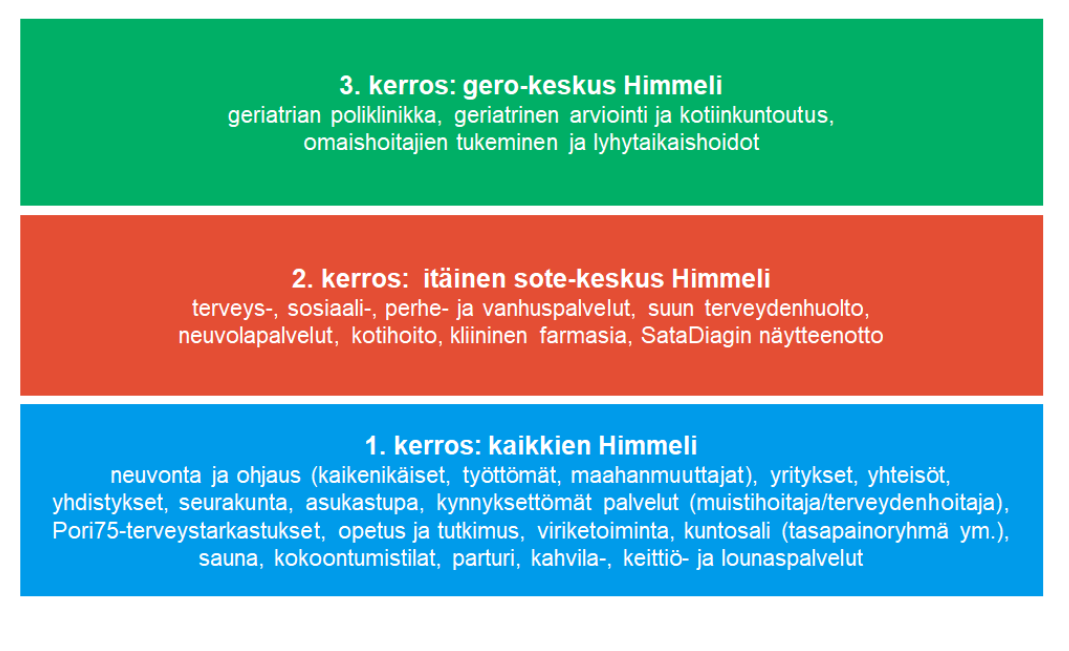 3. kerros: gero-keskus Himmeli
geriatrian poliklinikka, geriatrinen arviointi ja kotiinkuntoutus,
omaishoitajien tukeminen ja lyhytaikaishoidot
2. kerros: itäinen sote-keskus Himmeli
terveys-, sosiaali-, perhe- ja vanhuspalvelut, suun terveydenhuolto,
neuvolapalvelut, kotihoito, kliininen farmasia, SataDiagin näytteenotto
1. kerros: kaikkien Himmeli
neuvonta ja ohjaus (kaikenikäiset, työttömät, maahanmuuttajat), yritykset, yhteisöt,
yhdistykset, seurakunta, asukastupa, kynnyksettömät palvelut (muistihoitaja/terveydenhoitaja),
Pori75-terveystarkastukset, opetus ja tutkimus, viriketoiminta, kuntosali (tasapainoryhmä ym.),
sauna, kokoontumistilat, parturi, kahvila-, keittiö- ja lounaspalvelut